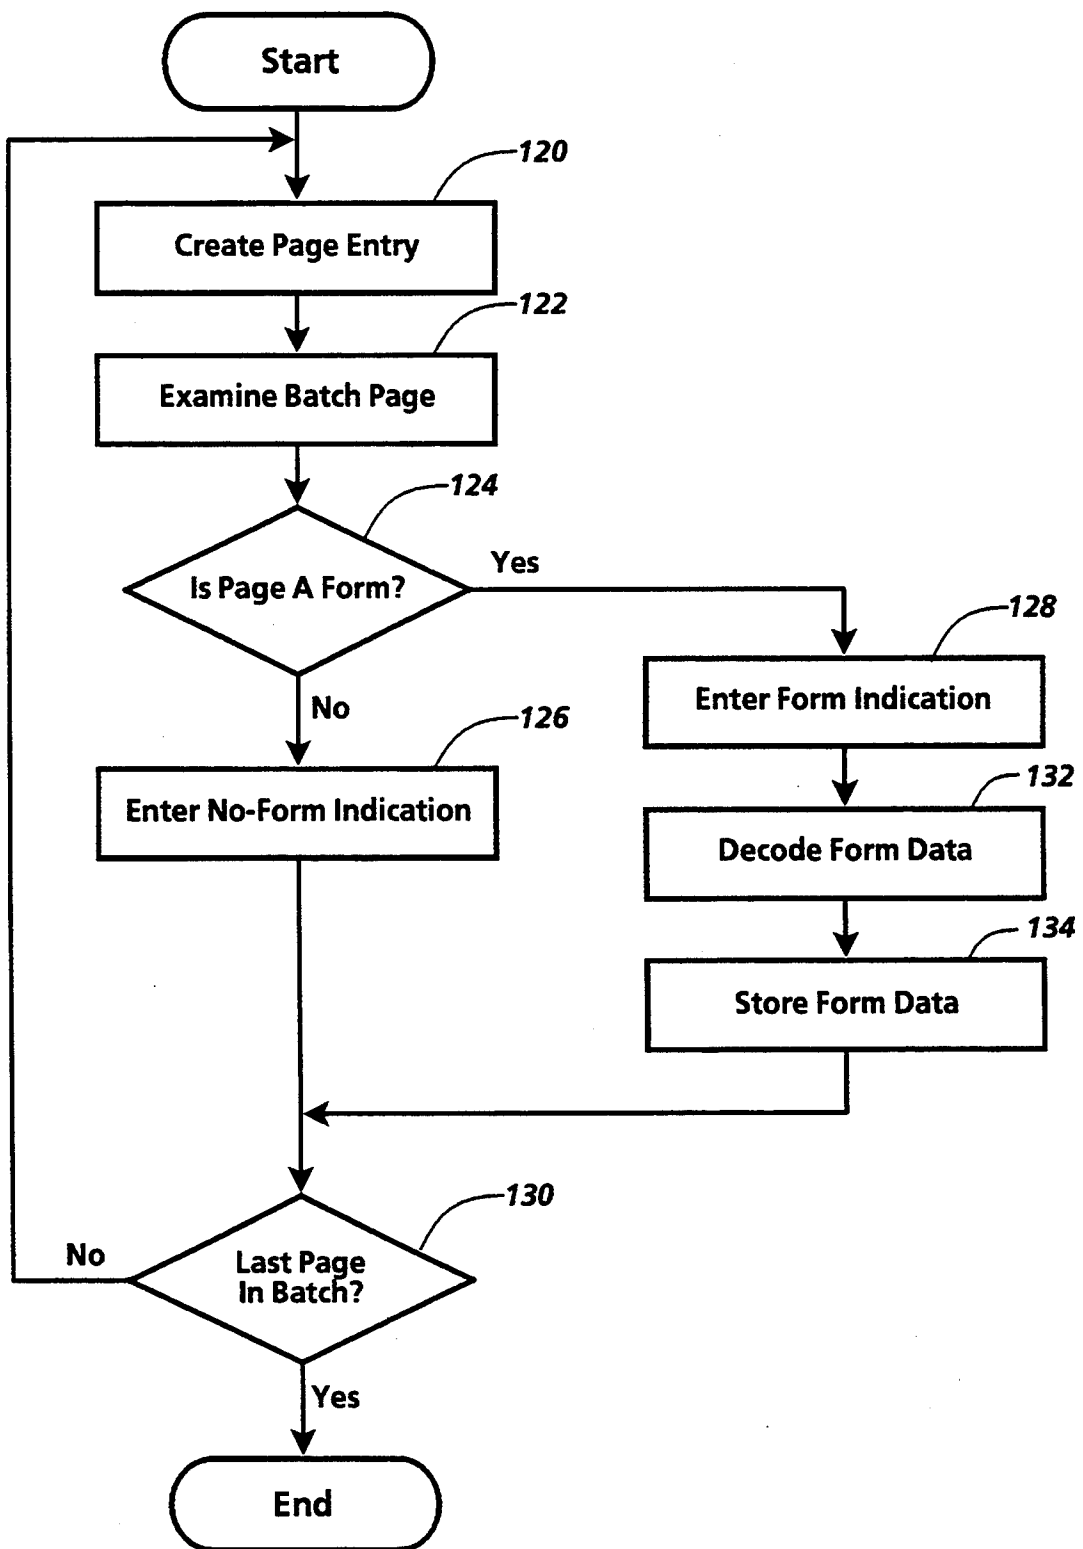 Start
120
Create Page Entry
122
Examine Batch Page
124
Is Page A Form?
Yes
128
Enter Form Indication
No
126
Enter No-Form Indication
132
Decode Form Data
134
Store Form Data
130
No
Last Page
In Batch?
Yes
End